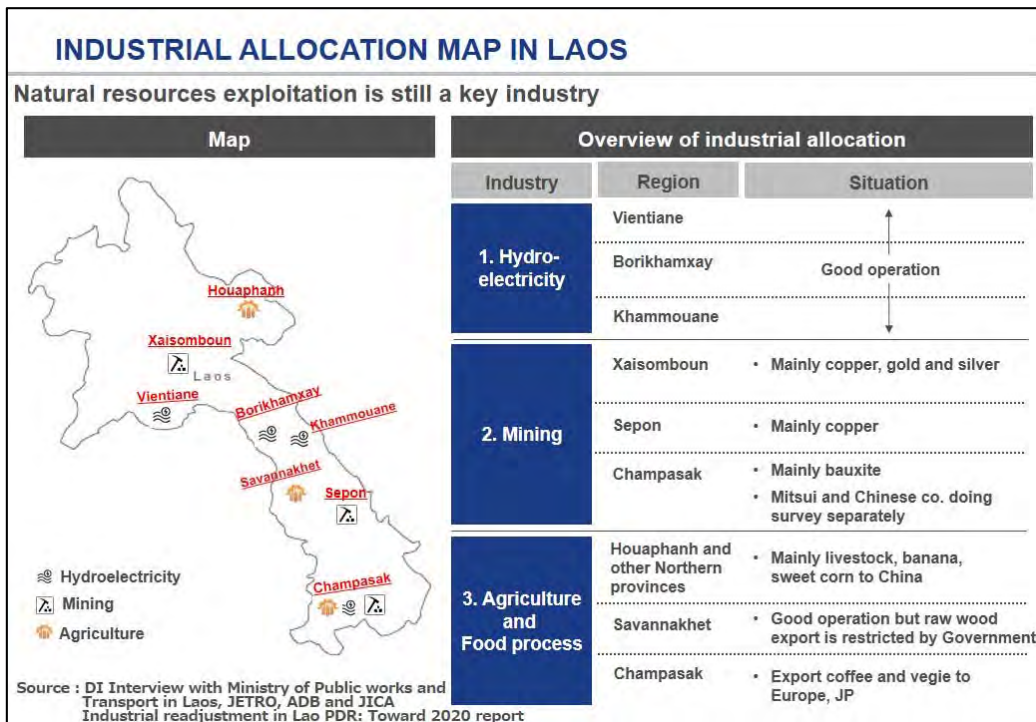 INDUSTRIAL ALLOCATION MAP IN LAOS
Natural resources exploitation is still a key industry
Map
Houaphanh
Xaisomboun
Laos
Vientiane
Borikhamxay
Khammouane
Savannakhet
Sepon
Champasak
Hydroelectricity
Mining
Agriculture
Overview of industrial allocation
Industry
Region
Situation
1. Hydro-
electricity
Vientiane
Borikhamxay
Khammouane
Good operation
2. Mining
Xaisomboun
• Mainly copper, gold and silver
Sepon
• Mainly copper
Champasak
• Mainly bauxite
• Mitsui and Chinese co. doing
survey separately
3. Agriculture
and
Food process
Houaphanh and
other Northern
provinces
• Mainly livestock, banana,
sweet corn to China
Savannakhet
• Good operation but raw wood
export is restricted by Government
Champasak
• Export coffee and vegie to
Europe, JP
Source : DI Interview with Ministry of Public works and
Transport in Laos, JETRO, ADB and JICA
Industrial readjustment in Lao PDR: Toward 2020 report